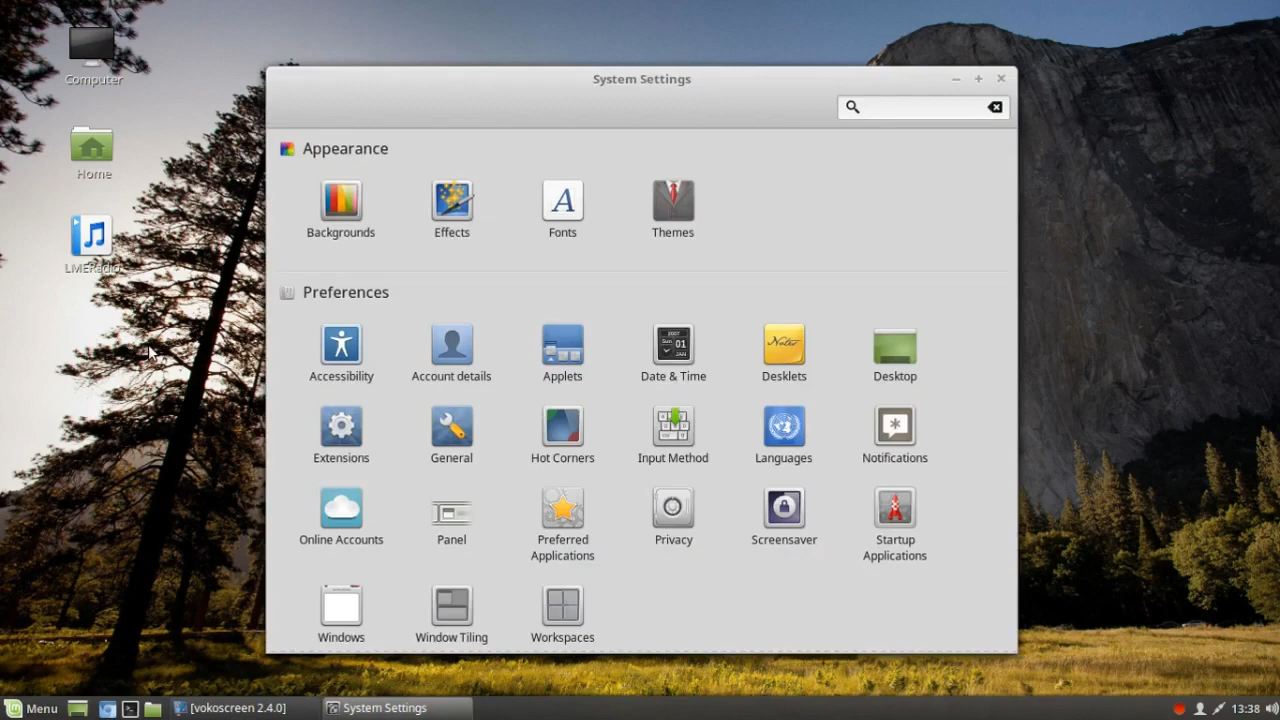 Computer
Home
LMERadio
System Settings
Appearance
Backgrounds
Effects
Fonts
Themes
Preferences
Accessibility
Account details
Applets
Date & Time
Desklets
Desktop
Extensions
General
Hot Corners
Input Method
Languages
Notifications
Online Accounts
Panel
Preferred
Applications
Privacy
Screensaver
Startup
Applications
Windows
Window Tiling
Workspaces
Menu
[vokoscreen 2.4.0]
System Settings
13:38